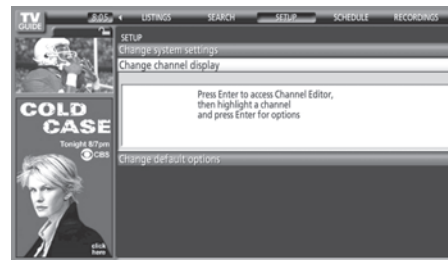 TV
GUIDE
8:05
LISTINGS
SEARCH
SETUP
SCHEDULE
RECORDINGS
SETUP
Change system settings
Change channel display
Press Enter to access Channel Editor,
then highlight a channel
and press Enter for options
Change default options
COLD
CASE
Tonight 8/7pm
CBS
click
here